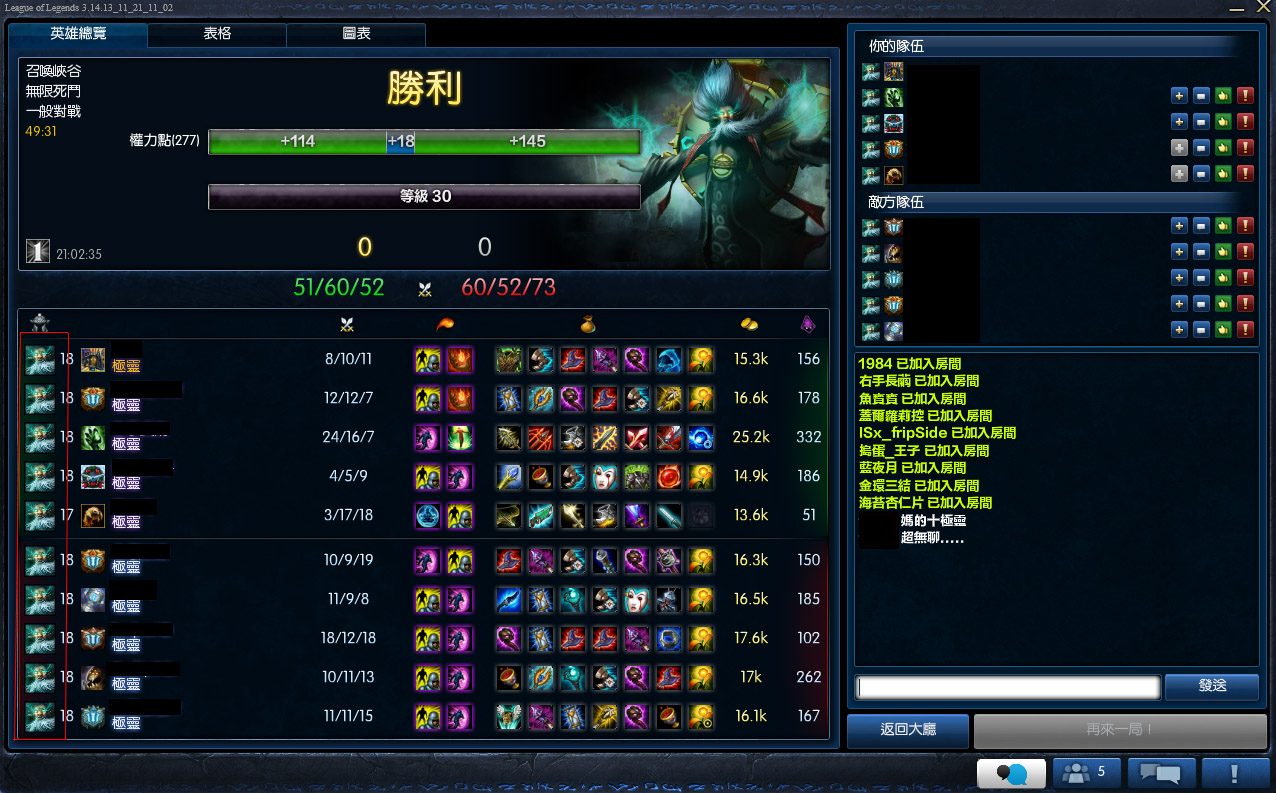 League of Legends 3.14.13_11_21_11_02
英雄總覽
表格
圖表
召喚峽谷
無限死鬥
一般對戰
49:31
勝利
權力點(277)
+114 +18 +145
等級 30
1 21:02:35
0 0
51/60/52 60/52/73
18 極靈 8/10/11 15.3k 156
18 極靈 12/12/7 16.6k 178
18 極靈 24/16/7 25.2k 332
18 極靈 4/5/9 14.9k 186
17 極靈 3/17/18 13.6k 51
18 極靈 10/9/19 16.3k 150
18 極靈 11/9/8 16.5k 185
18 極靈 18/12/18 17.6k 102
18 極靈 10/11/13 17k 262
18 極靈 11/11/15 16.1k 167
你的隊伍
敵方隊伍
1984 已加入房間
右手長繭 已加入房間
已加入房間
蓋爾蘿莉控 已加入房間
ISx_fripSide 已加入房間
搗蛋_王子 已加入房間
藍夜月 已加入房間
金環三結 已加入房間
海苔杏仁片 已加入房間
媽的十極靈
超無聊.....
發送
返回大廳
再來一局！
5